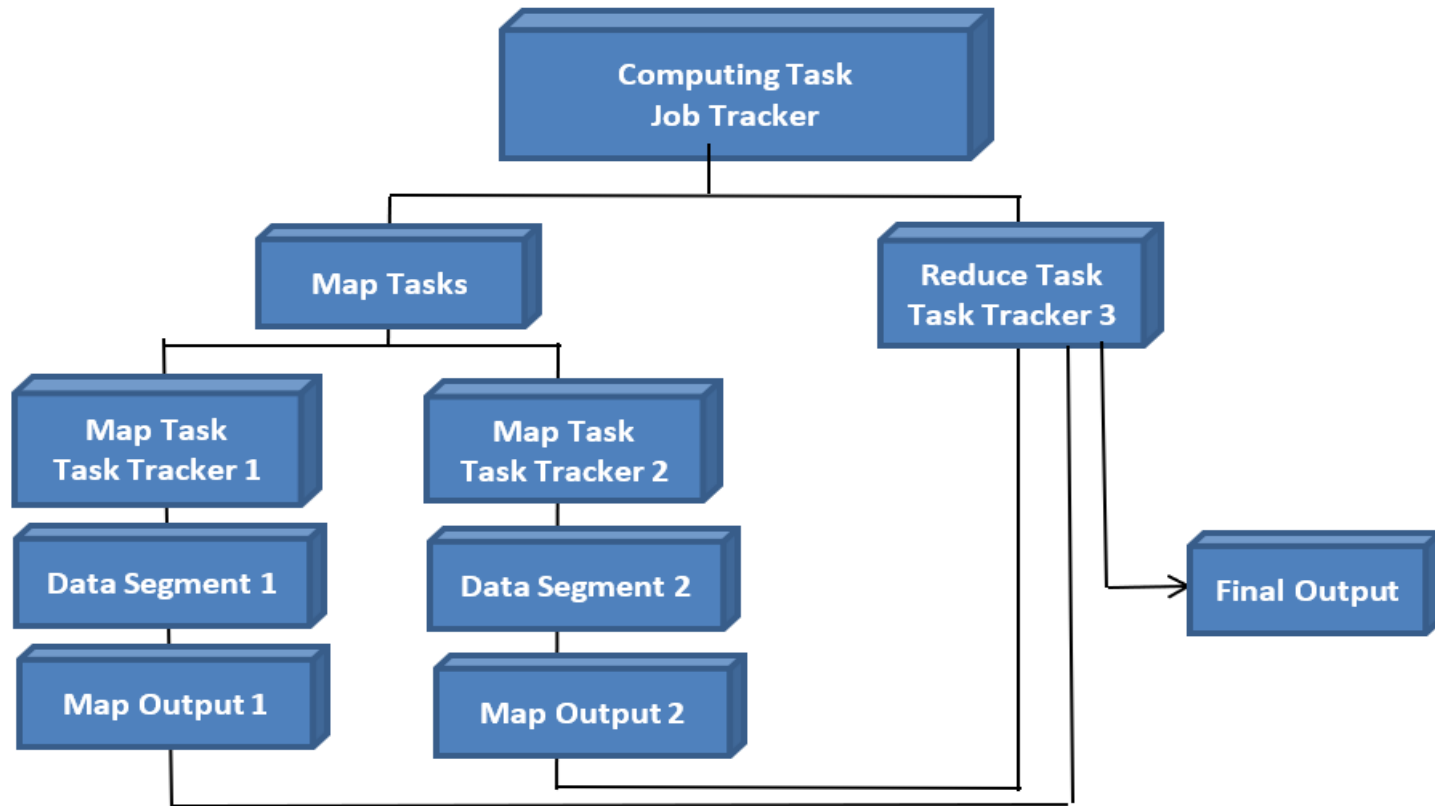 Computing Task
Job Tracker
Map Tasks
Reduce Task
Task Tracker 3
Map Task
Task Tracker 1
Map Task
Task Tracker 2
Data Segment 1
Data Segment 2
Final Output
Map Output 1
Map Output 2